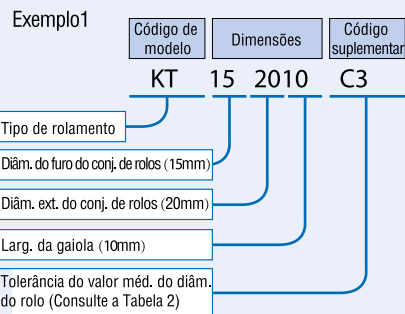 Exemplo1
Código de
modelo
Dimensões
Código
suplementar
KT 15 20 10 C3
Tipo de rolamento
Diâm. do furo do conj. de rolos (15mm)
Diâm. ext. do conj. de rolos (20mm)
Larg. da gaiola (10mm)
Tolerância do valor méd. do diâm.
do rolo (Consulte a Tabela 2)